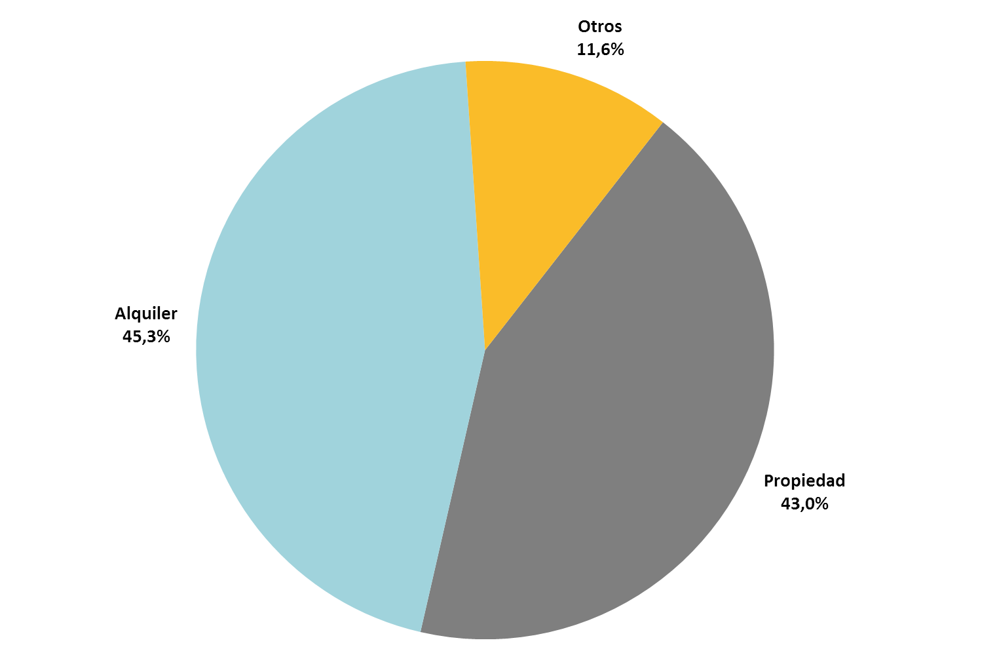 Otros
11,6%
Alquiler
45,3%
Propiedad
43,0%